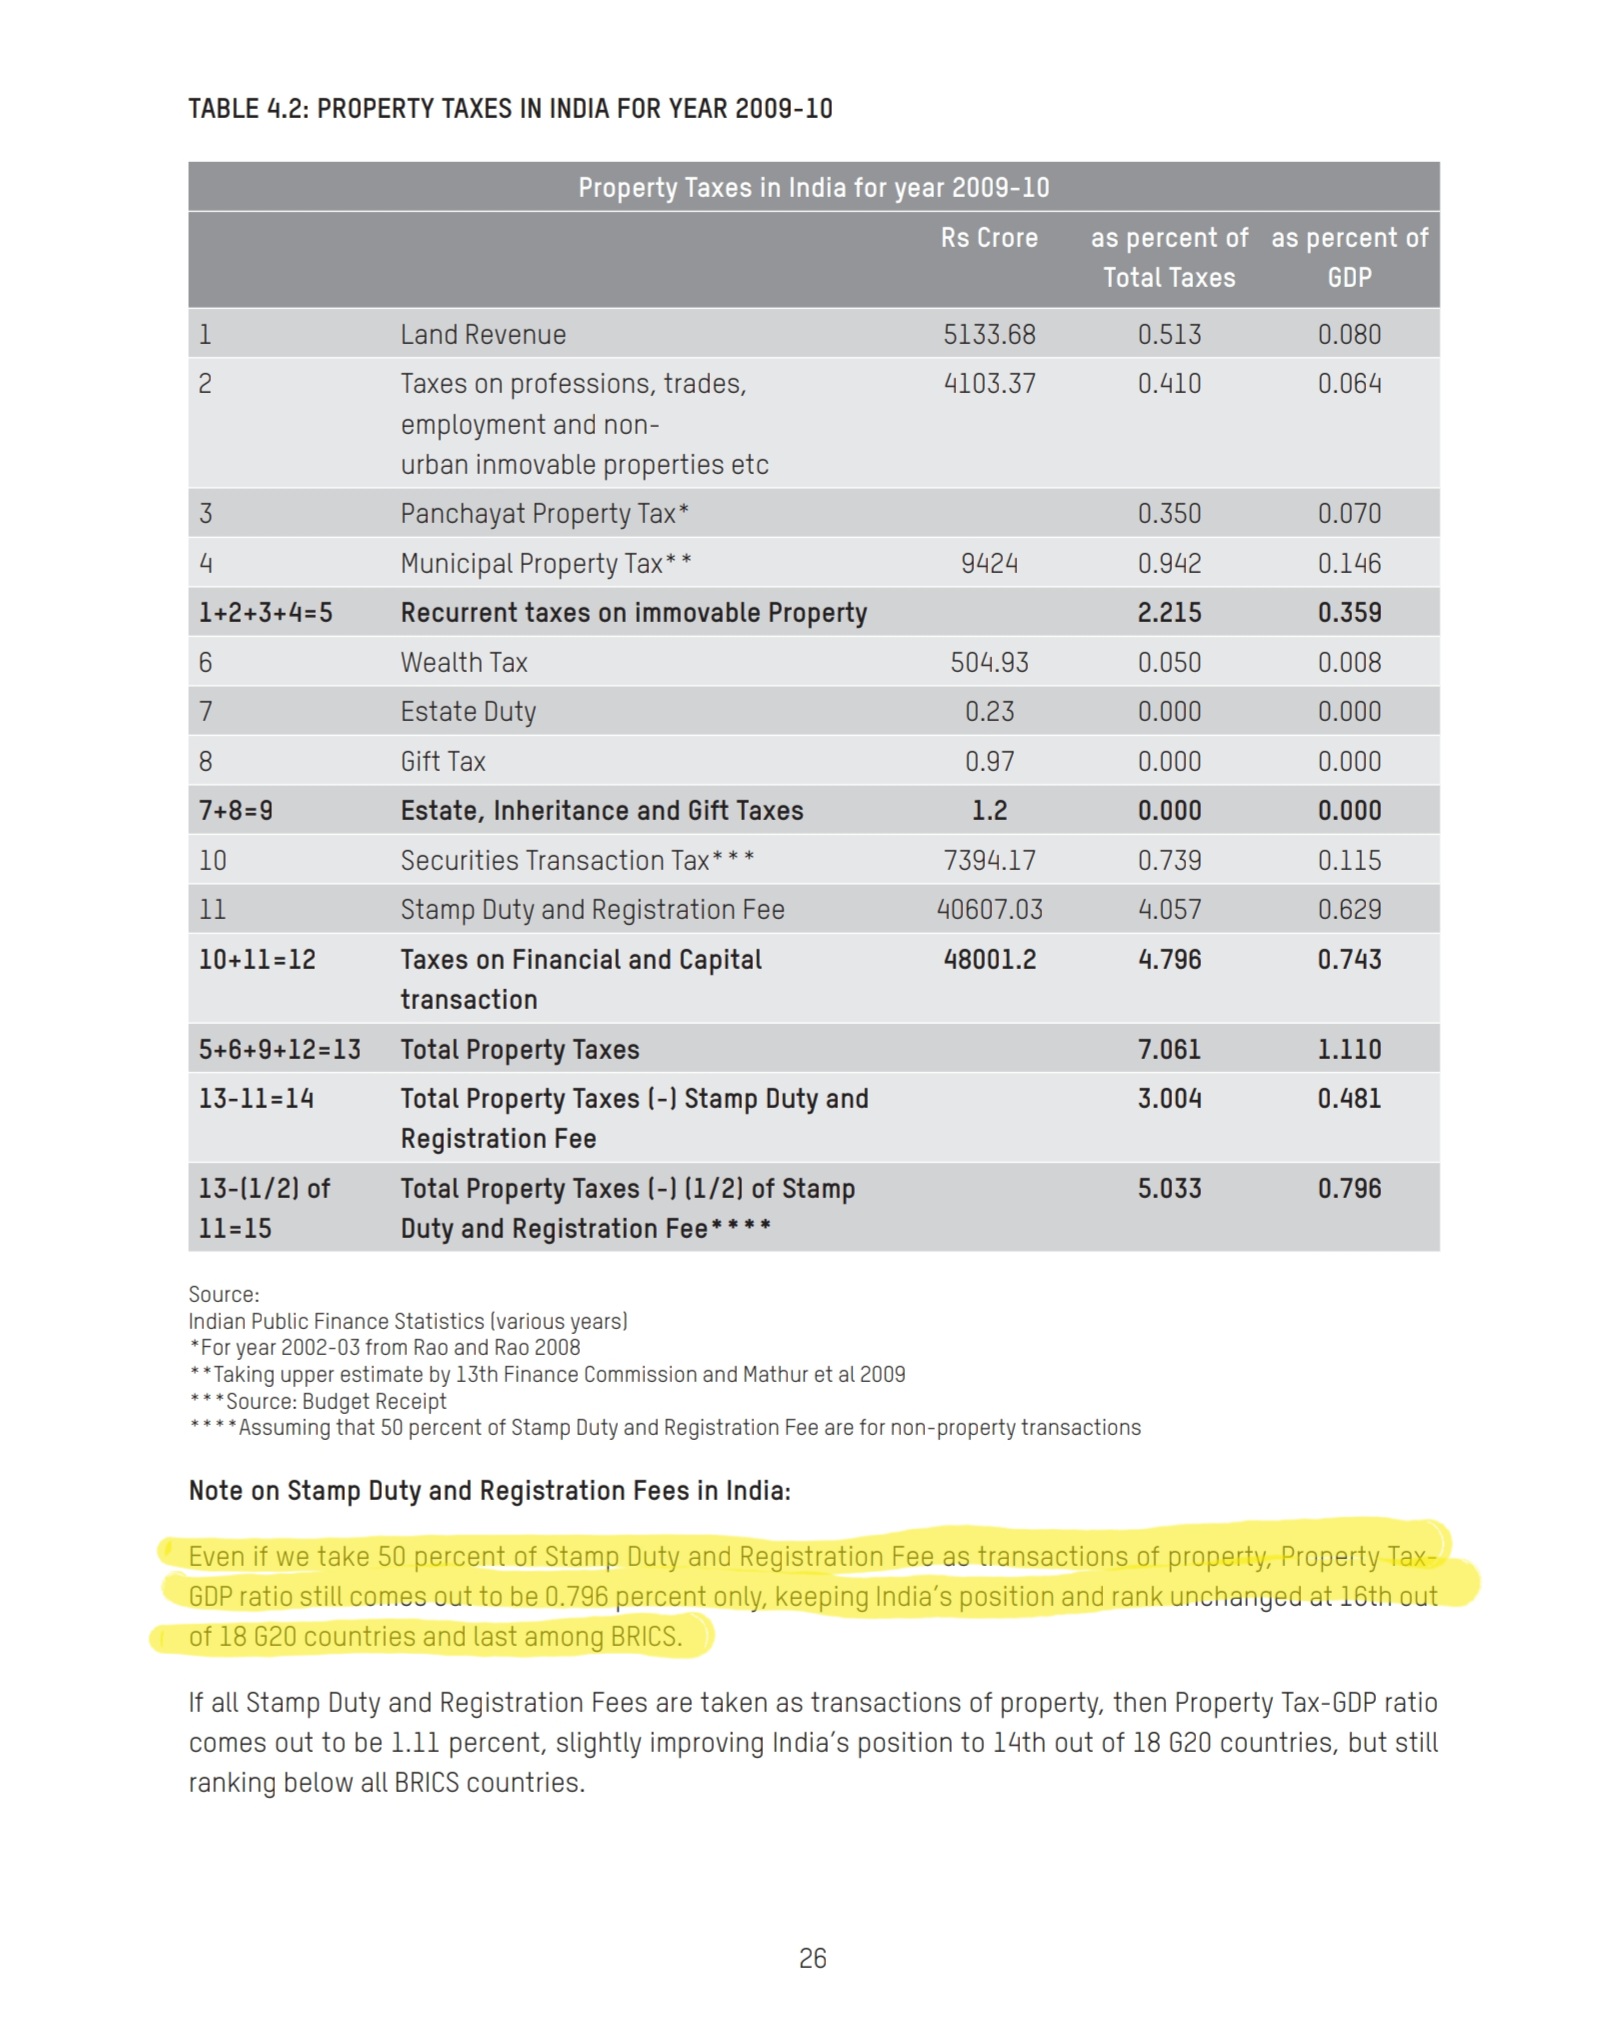 TABLE 4.2: PROPERTY TAXES IN INDIA FOR YEAR 2009-10
Property Taxes in India for year 2009-10
Rs Crore as percent of as percent of
Total Taxes GDP
1 Land Revenue 5133.68 0.513 0.080
2 Taxes on professions, trades, 4103.37 0.410 0.064
employment and non-
urban inmovable properties etc
3 Panchayat Property Tax* 0.350 0.070
4 Municipal Property Tax** 9424 0.942 0.146
1+2+3+4=5 Recurrent taxes on immovable Property 2.215 0.359
6 Wealth Tax 504.93 0.050 0.008
7 Estate Duty 0.23 0.000 0.000
8 Gift Tax 0.97 0.000 0.000
7+8=9 Estate, Inheritance and Gift Taxes 1.2 0.000 0.000
10 Securities Transaction Tax*** 7394.17 0.739 0.115
11 Stamp Duty and Registration Fee 40607.03 4.057 0.629
10+11=12 Taxes on Financial and Capital 48001.2 4.796 0.743
transaction
5+6+9+12=13 Total Property Taxes 7.061 1.110
13-11=14 Total Property Taxes (-) Stamp Duty and 3.004 0.481
Registration Fee
13-(1/2) of Total Property Taxes (-) (1/2) of Stamp 5.033 0.796
11=15 Duty and Registration Fee****
Source:
Indian Public Finance Statistics (various years)
*For year 2002-03 from Rao and Rao 2008
**Taking upper estimate by 13th Finance Commission and Mathur et al 2009
***Source: Budget Receipt
****Assuming that 50 percent of Stamp Duty and Registration Fee are for non-property transactions
Note on Stamp Duty and Registration Fees in India:
Even if we take 50 percent of Stamp Duty and Registration Fee as transactions of property, Property Tax-
GDP ratio still comes out to be 0.796 percent only, keeping India's position and rank unchanged at 16th out
of 18 G20 countries and last among BRICS.
If all Stamp Duty and Registration Fees are taken as transactions of property, then Property Tax-GDP ratio
comes out to be 1.11 percent, slightly improving India's position to 14th out of 18 G20 countries, but still
ranking below all BRICS countries.
26